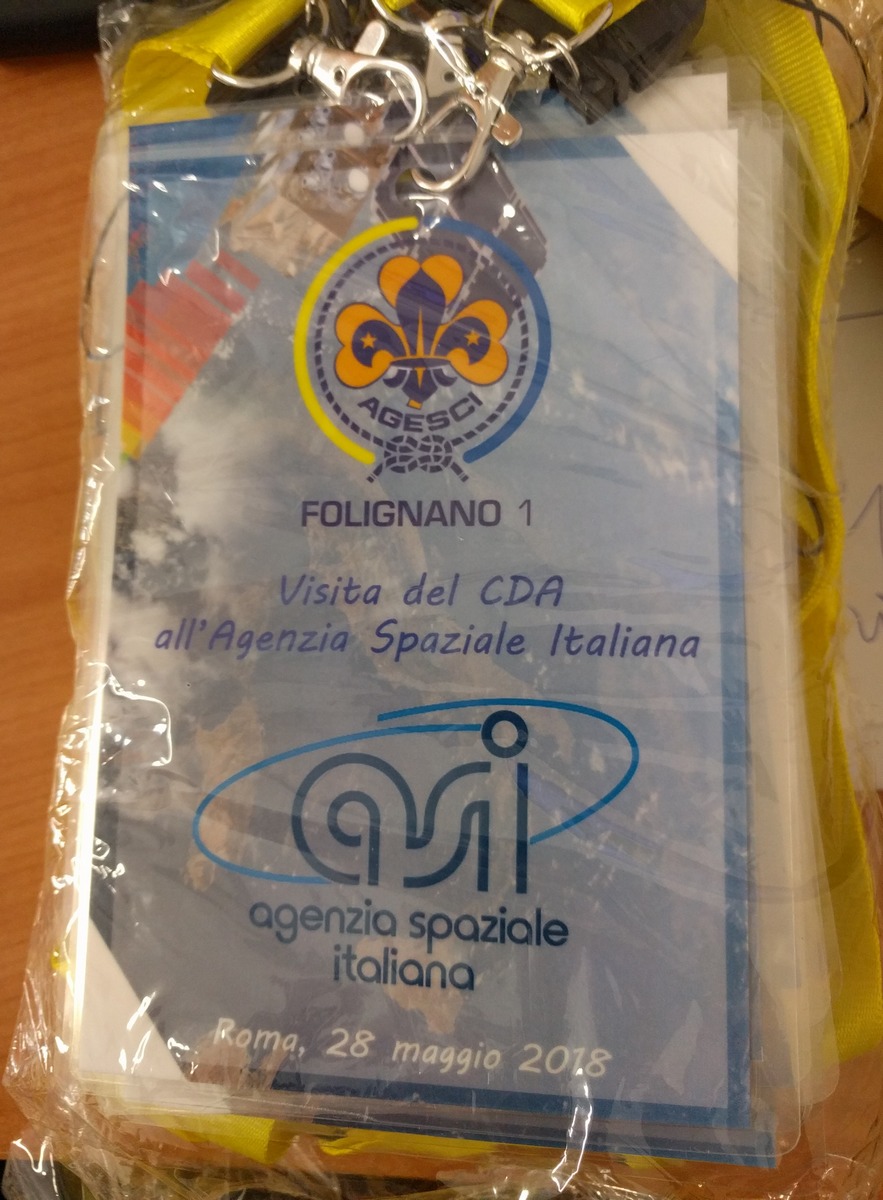 AGESCI
FOLIGNANO 1
Visita del CDA
all'Agenzia Spaziale Italiana
asi
agenzia spaziale
italiana
Roma, 28 maggio 2018